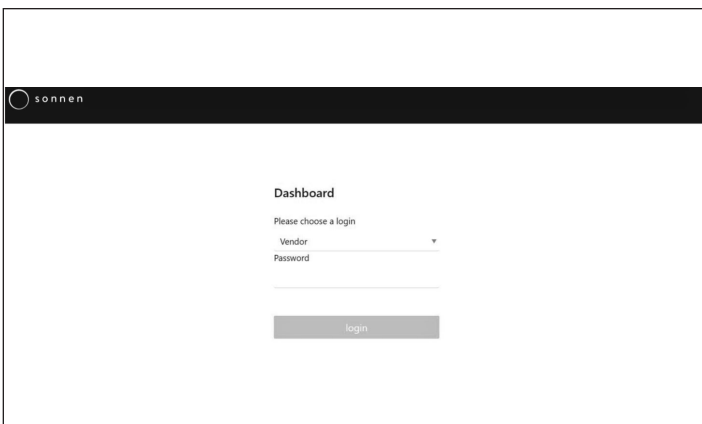 sonnen
Dashboard
Please choose a login
Vendor
Password
login